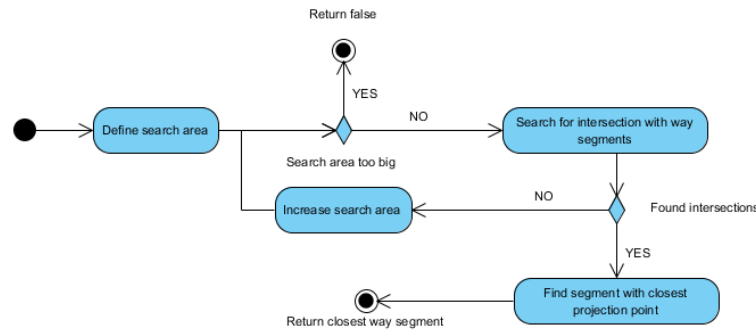 Return false
YES
Define search area
NO
Search for intersection with way
segments
Search area too big
Increase search area
NO
Found intersections
YES
Find segment with closest
projection point
Return closest way segment